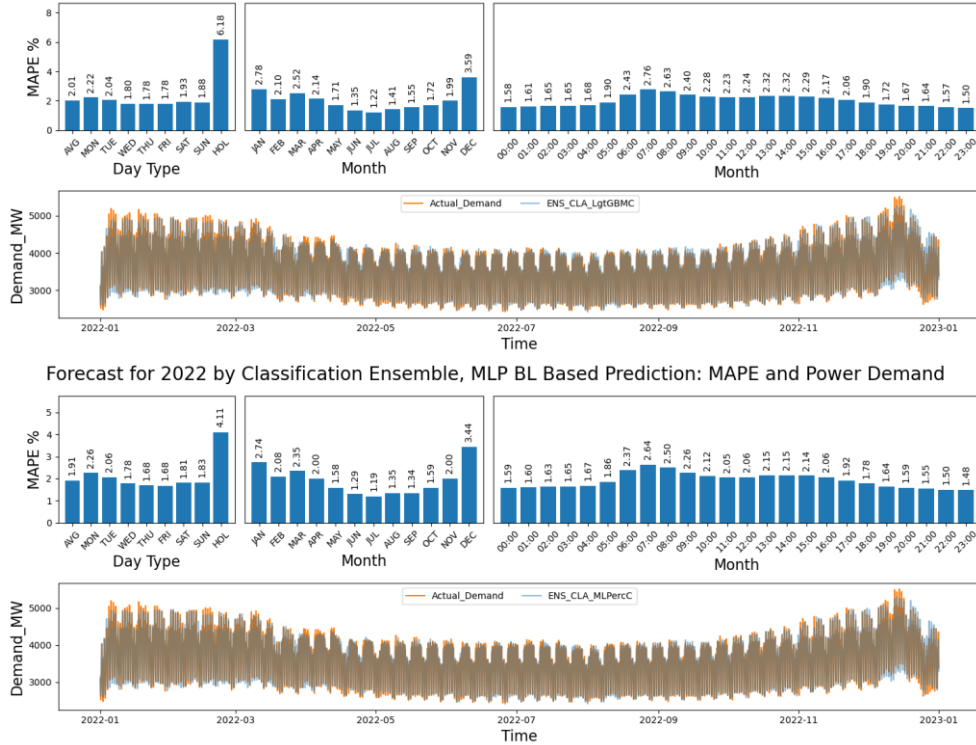 MAPE %
8
6
4
2
0
2.01 2.22 2.04 1.80 1.78 1.78 1.93 1.88 6.18
AVG MON TUE WED THU FRI SAT SUN HOL
Day Type
2.78 2.10 2.52 2.14 1.71 1.35 1.22 1.41 1.55 1.72 1.99 3.59
JAN FEB MAR APR MAY JUN JUL AUG SEP OCT NOV DEC
Month
1.58 1.61 1.65 1.65 1.68 1.90 2.43 2.76 2.63 2.40 2.28 2.23 2.24 2.32 2.32 2.29 2.17 2.06 1.90 1.72 1.67 1.64 1.57 1.50
00:00 01:00 02:00 03:00 04:00 05:00 06:00 07:00 08:00 09:00 10:00 11:00 12:00 13:00 14:00 15:00 16:00 17:00 18:00 19:00 20:00 21:00 22:00 23:00
Month
Demand_MW
5000
4000
3000
Actual_Demand ENS_CLA_LgtGBMC
2022-01 2022-03 2022-05 2022-07 2022-09 2022-11 2023-01
Time
Forecast for 2022 by Classification Ensemble, MLP BL Based Prediction: MAPE and Power Demand
MAPE %
5
4
3
2
1
0
1.91 2.26 2.06 1.78 1.68 1.68 1.81 1.83 4.11
AVG MON TUE WED THU FRI SAT SUN HOL
Day Type
2.74 2.08 2.35 2.00 1.58 1.29 1.19 1.35 1.34 1.59 2.00 3.44
JAN FEB MAR APR MAY JUN JUL AUG SEP OCT NOV DEC
Month
1.59 1.60 1.63 1.65 1.67 1.86 2.37 2.64 2.50 2.26 2.12 2.05 2.06 2.15 2.15 2.14 2.06 1.92 1.78 1.64 1.59 1.55 1.50 1.48
00:00 01:00 02:00 03:00 04:00 05:00 06:00 07:00 08:00 09:00 10:00 11:00 12:00 13:00 14:00 15:00 16:00 17:00 18:00 19:00 20:00 21:00 22:00 23:00
Month
Demand_MW
5000
4000
3000
Actual_Demand ENS_CLA_MLPercC
2022-01 2022-03 2022-05 2022-07 2022-09 2022-11 2023-01
Time